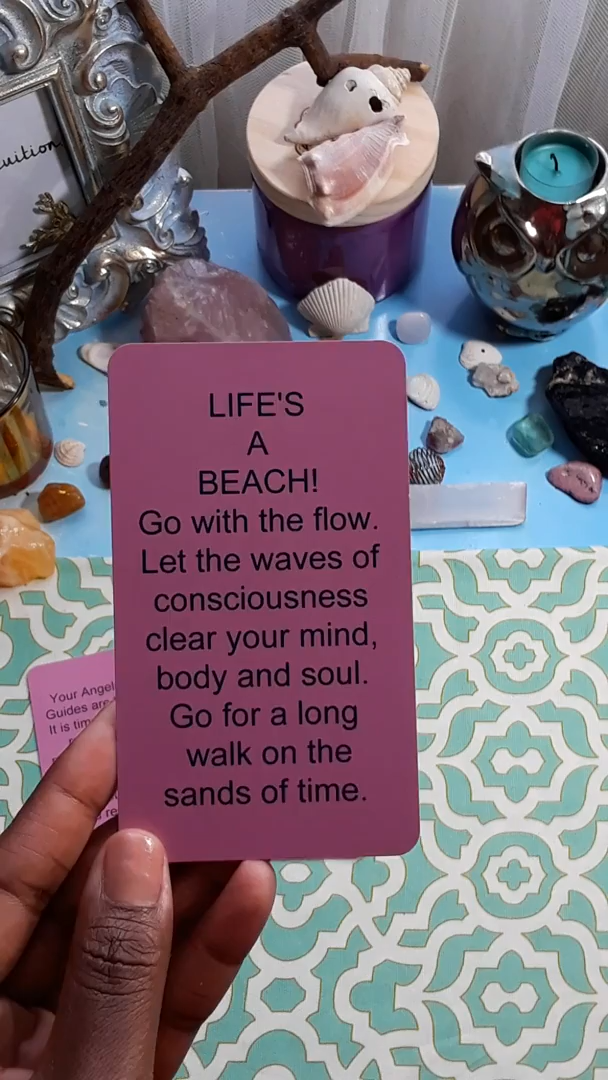 LIFE'S
A
BEACH!
Go with the flow.
Let the waves of
consciousness
clear your mind,
body and soul.
Go for a long
walk on the
sands of time.
Your Angel
Guides are
It is tim